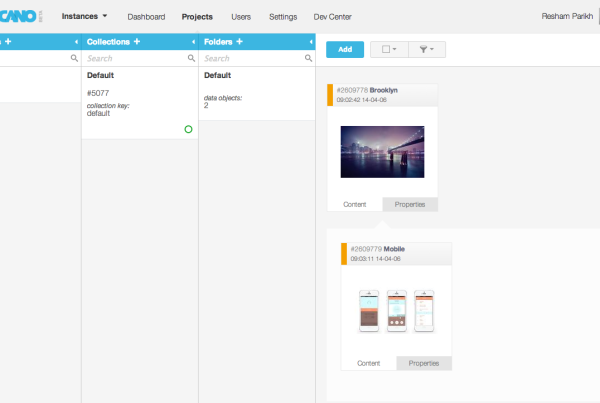 CANO BETA Instances Dashboard Projects Users Settings Dev Center Resham Parikh
s + Collections + Folders +
Search Search
Add
Default
#5077
collection key:
default
Default
data objects:
2
#2609778 Brooklyn
09:02:42 14-04-06
Content Properties
#2609779 Mobile
09:03:11 14-04-06
Content Properties